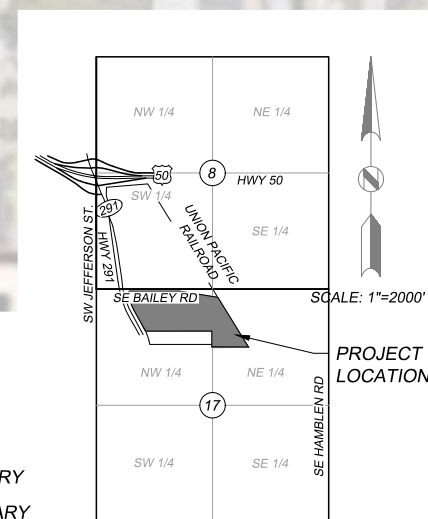 NW 1/4
NE 1/4
50
8
HWY 50
SW 1/4
291
UNION PACIFIC
RAILROAD
SE 1/4
SW JEFFERSON ST.
HWY 291
SE BAILEY RD
SCALE: 1"=2000'
PROJECT
LOCATION
NW 1/4
NE 1/4
SE HAMBLEN RD
17
SW 1/4
SE 1/4